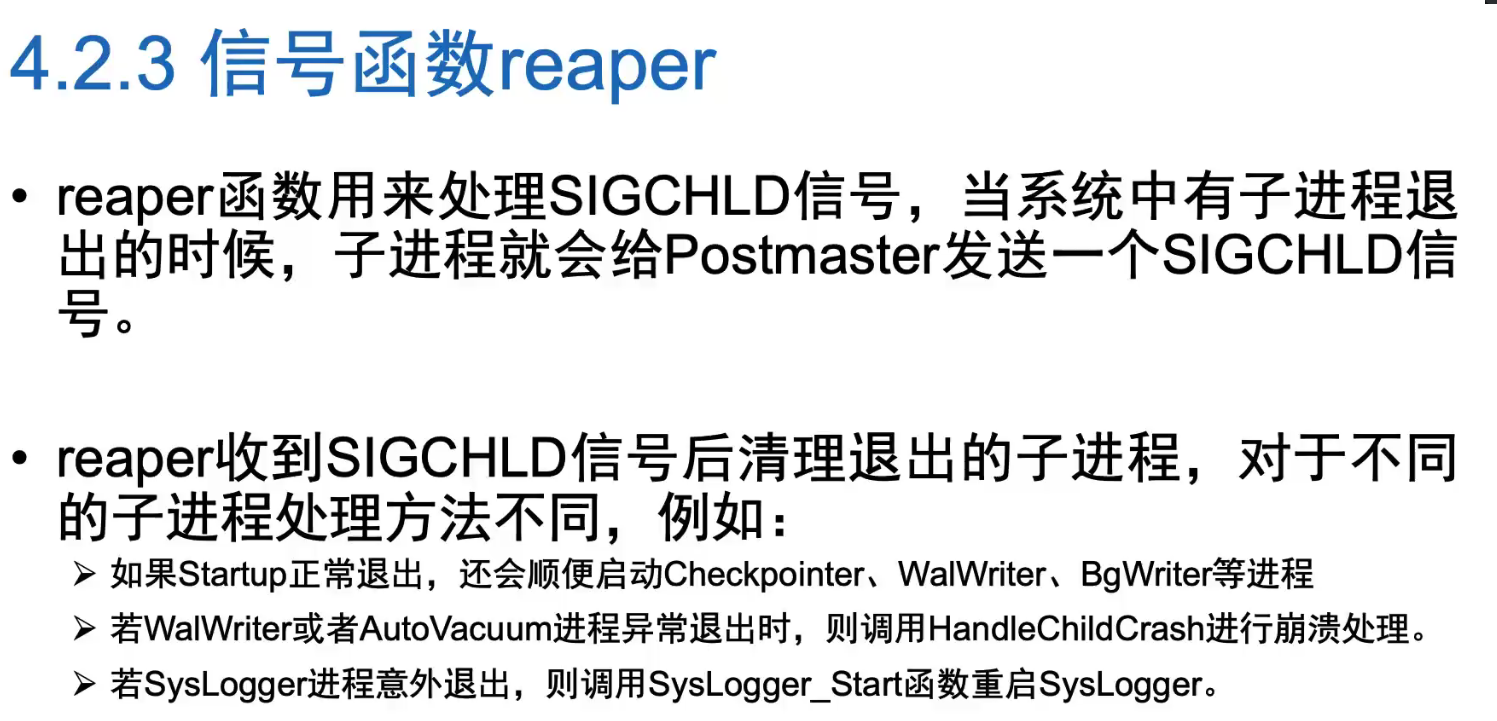 4.2.3 信号函数reaper
• reaper函数用来处理SIGCHLD信号，当系统中有子进程退
出的时候，子进程就会给Postmaster发送一个SIGCHLD信
号。
• reaper收到SIGCHLD信号后清理退出的子进程，对于不同
的子进程处理方法不同，例如：
➢ 如果Startup正常退出，还会顺便启动Checkpointer、WalWriter、BgWriter等进程
➢ 若WalWriter或者AutoVacuum进程异常退出时，则调用HandleChildCrash进行崩溃处理。
➢ 若SysLogger进程意外退出，则调用SysLogger_Start函数重启SysLogger。